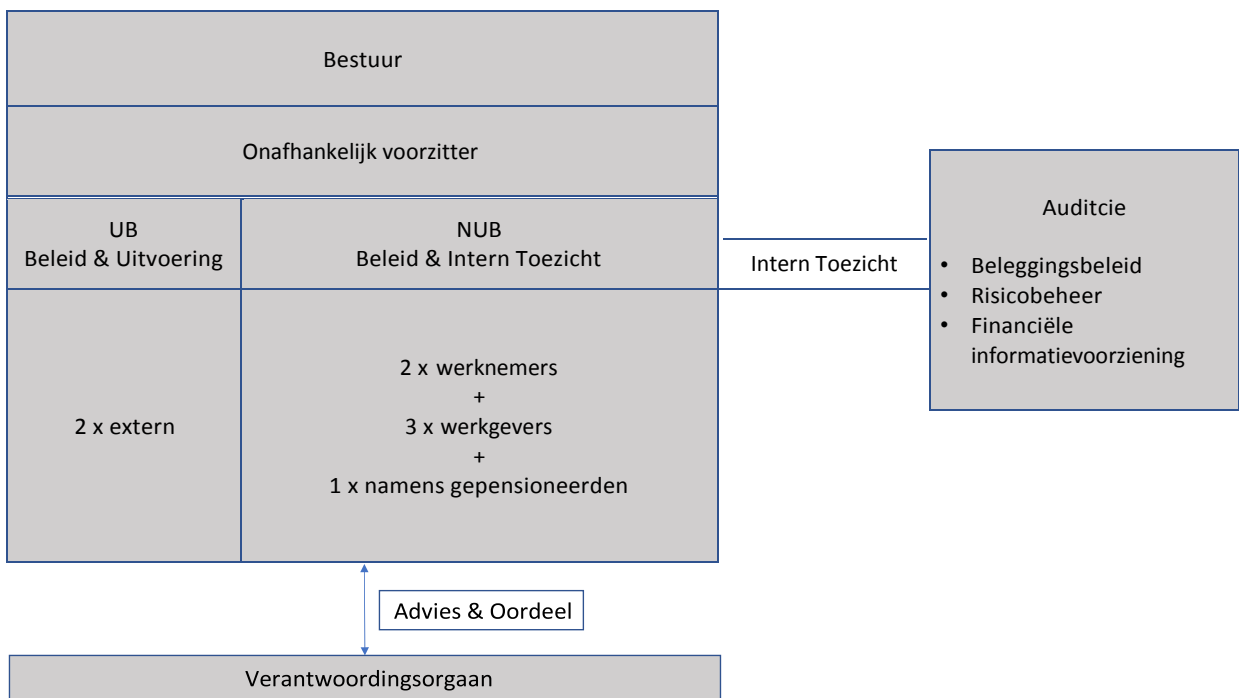 Bestuur
Onafhankelijk voorzitter
UB
Beleid & Uitvoering
NUB
Beleid & Intern Toezicht
Intern Toezicht
Auditcie
• Beleggingsbeleid
• Risicobeheer
• Financiële
informatievoorziening
2 x extern
2 x werknemers
+
3 x werkgevers
+
1 x namens gepensioneerden
Advies & Oordeel
Verantwoordingsorgaan